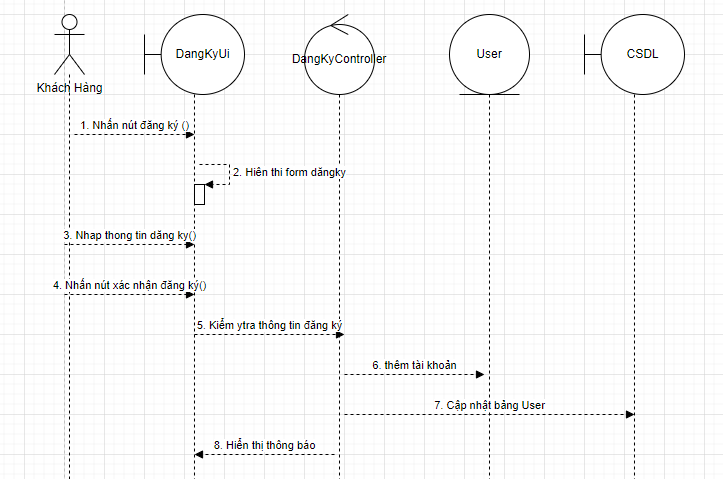 DangKyUi
DangKyController
User
CSDL
Khách Hàng
1. Nhấn nút đăng ký ()
2. Hiên thi form dăngky
3. Nhap thong tin dăng ky()
4. Nhấn nút xác nhận đăng ký()
5. Kiểm ytra thông tin đăng ký
6. thêm tài khoản
7. Cập nhật bảng User
8. Hiển thị thông báo